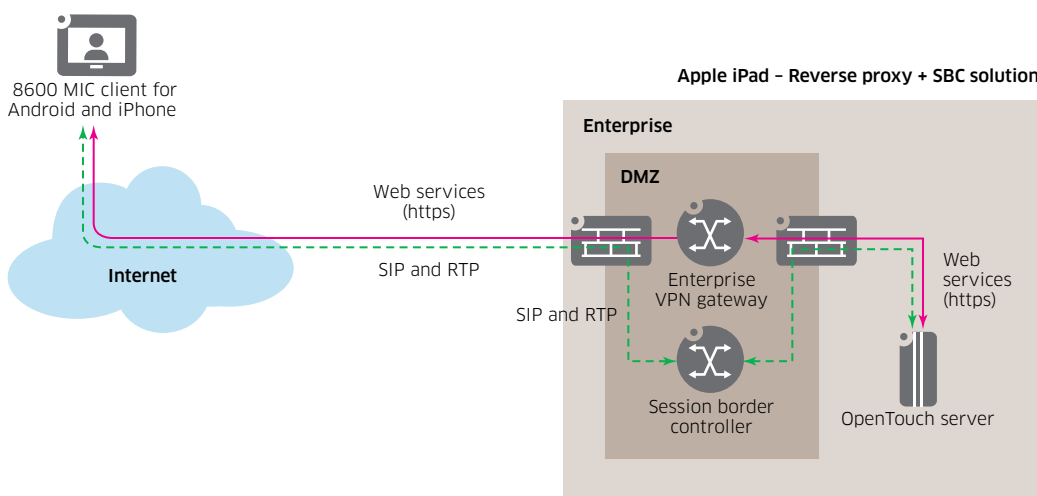 8600 MIC client for
Android and iPhone
Apple iPad – Reverse proxy + SBC solution
Enterprise
DMZ
Web services
(https)
Internet
SIP and RTP
Enterprise
VPN gateway
Web
services
(https)
SIP and RTP
Session border
controller
OpenTouch server